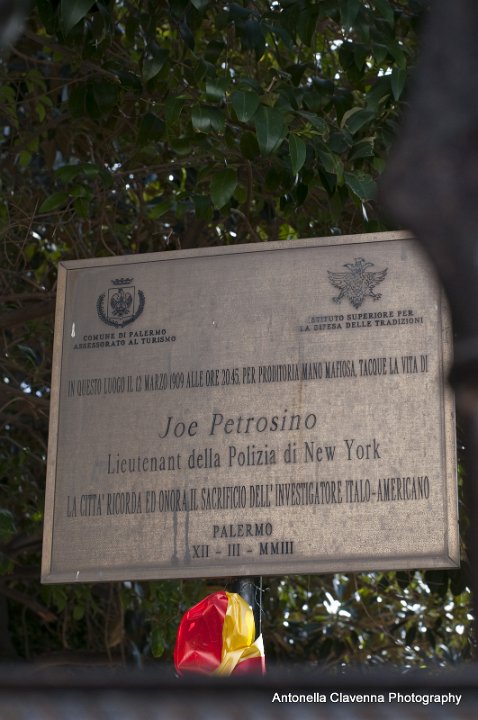 COMUNE DI PALERMO
ASSESSORATO AL TURISMO
ISTITUTO SUPERIORE PER
LA DIFESA DELLE TRADIZIONI
IN QUESTO LUOGO IL 12 MARZO 1909 ALLE ORE 20.45, PER PRODITORIA MANO MAFIOSA, TACQUE LA VITA DI
Joe Petrosino
Lieutenant della Polizia di New York
LA CITTA' RICORDA ED ONORA IL SACRIFICIO DELL'INVESTIGATORE ITALO-AMERICANO
PALERMO
XII - III - MMIII
Antonella Clavenna Photography